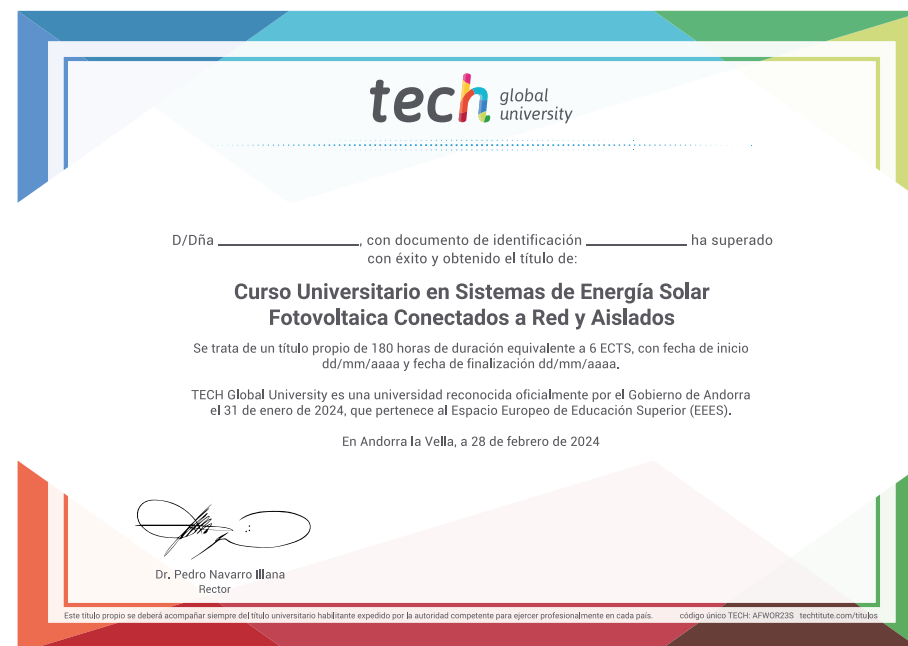 tech global university
D/Dña ____________, con documento de identificación ____________ ha superado
con éxito y obtenido el título de:
Curso Universitario en Sistemas de Energía Solar
Fotovoltaica Conectados a Red y Aislados
Se trata de un título propio de 180 horas de duración equivalente a 6 ECTS, con fecha de inicio
dd/mm/aaaa y fecha de finalización dd/mm/aaaa.
TECH Global University es una universidad reconocida oficialmente por el Gobierno de Andorra
el 31 de enero de 2024, que pertenece al Espacio Europeo de Educación Superior (EEES).
En Andorra la Vella, a 28 de febrero de 2024
Dr. Pedro Navarro Illana
Rector
Este título propio se deberá acompañar siempre del título universitario habilitante expedido por la autoridad competente para ejercer profesionalmente en cada país. código único TECH: AFWOR23S techtitute.com/titulos